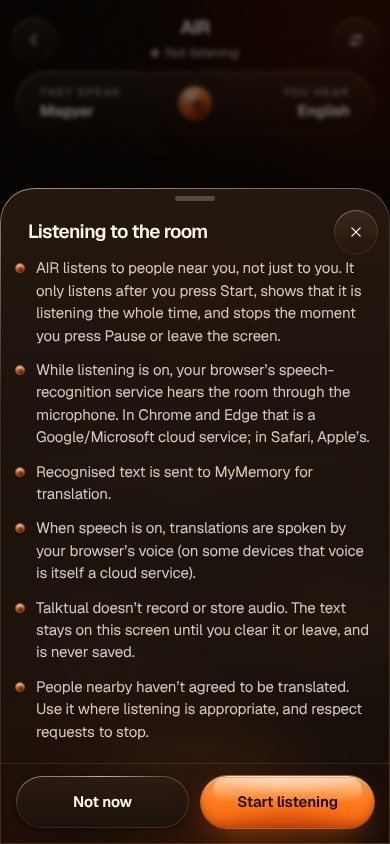 AIR
Not listening
THEY SPEAK
YOU HEAR
Magyar
English
Listening to the room
AIR listens to people near you, not just to you. It
only listens after you press Start, shows that it is
listening the whole time, and stops the moment
you press Pause or leave the screen.
While listening is on, your browser’s speech-
recognition service hears the room through the
microphone. In Chrome and Edge that is a
Google/Microsoft cloud service; in Safari, Apple’s.
Recognised text is sent to MyMemory for
translation.
When speech is on, translations are spoken by
your browser’s voice (on some devices that voice
is itself a cloud service).
Talktual doesn’t record or store audio. The text
stays on this screen until you clear it or leave, and
is never saved.
People nearby haven’t agreed to be translated.
Use it where listening is appropriate, and respect
requests to stop.
Not now
Start listening